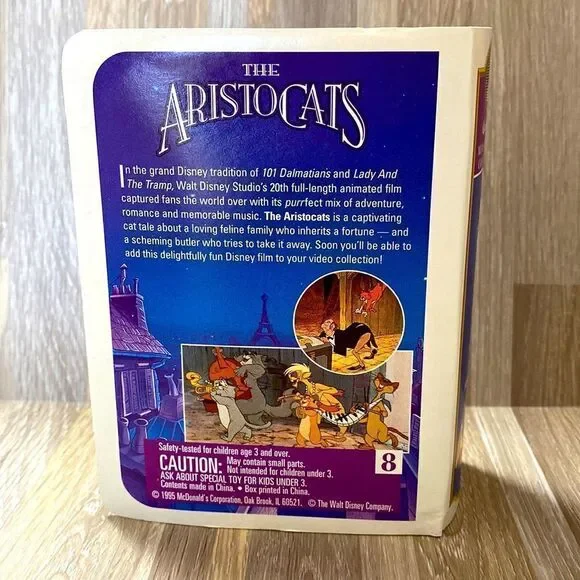 THE
ARISTOCATS
In the grand Disney tradition of 101 Dalmatians and Lady And
The Tramp, Walt Disney Studio's 20th full-length animated film
captured fans the world over with its purrfect mix of adventure,
romance and memorable music. The Aristocats is a captivating
cat tale about a loving feline family who inherits a fortune — and
a scheming butler who tries to take it away. Soon you'll be able to
add this delightfully fun Disney film to your video collection!
Safety-tested for children age 3 and over.
CAUTION: May contain small parts.
Not intended for children under 3.
ASK ABOUT SPECIAL TOY FOR KIDS UNDER 3.
Contents made in China. • Box printed in China.
© 1995 McDonald's Corporation, Oak Brook, IL 60521. © The Walt Disney Company.
8